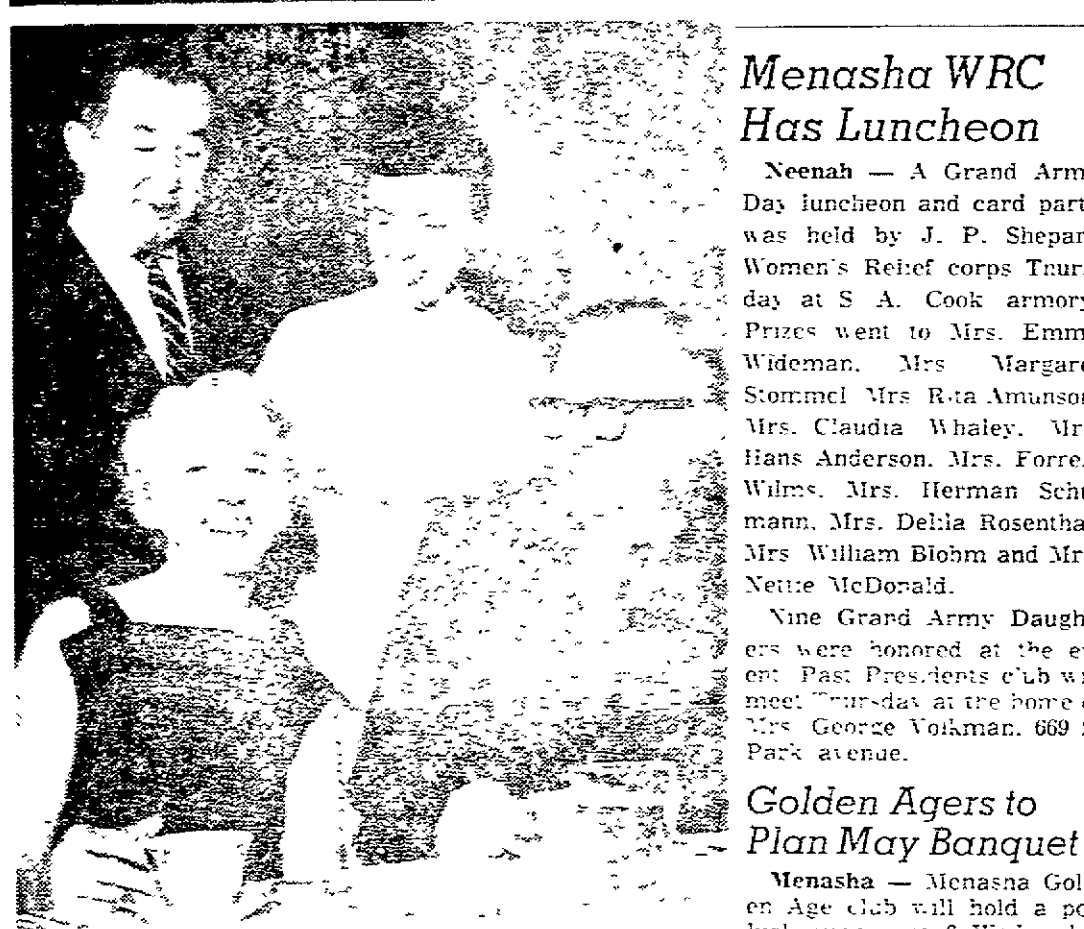 Menasha WRC
Has Luncheon
Neenah — A Grand Arm
Day luncheon and card part
was held by J. P. Shepar
Women's Relief corps Thur
day at S A. Cook armory
Prizes went to Mrs. Emm
Wideman, Mrs Margare
Stommel Mrs Rita Amunson
Mrs. Claudia Whaley, Mr
Hans Anderson, Mrs. Forre
Wilms, Mrs. Herman Schu
mann, Mrs. Delila Rosentha
Mrs William Blohm and Mr
Nettie McDonald.
Nine Grand Army Daugh
ers were honored at the ev
ent Past Presidents club wi
meet Thursday at the home
Mrs. George Volkman, 669
Park avenue.
Golden Agers to
Plan May Banquet
Menasha — Menasha Gol
en Age club will hold a po